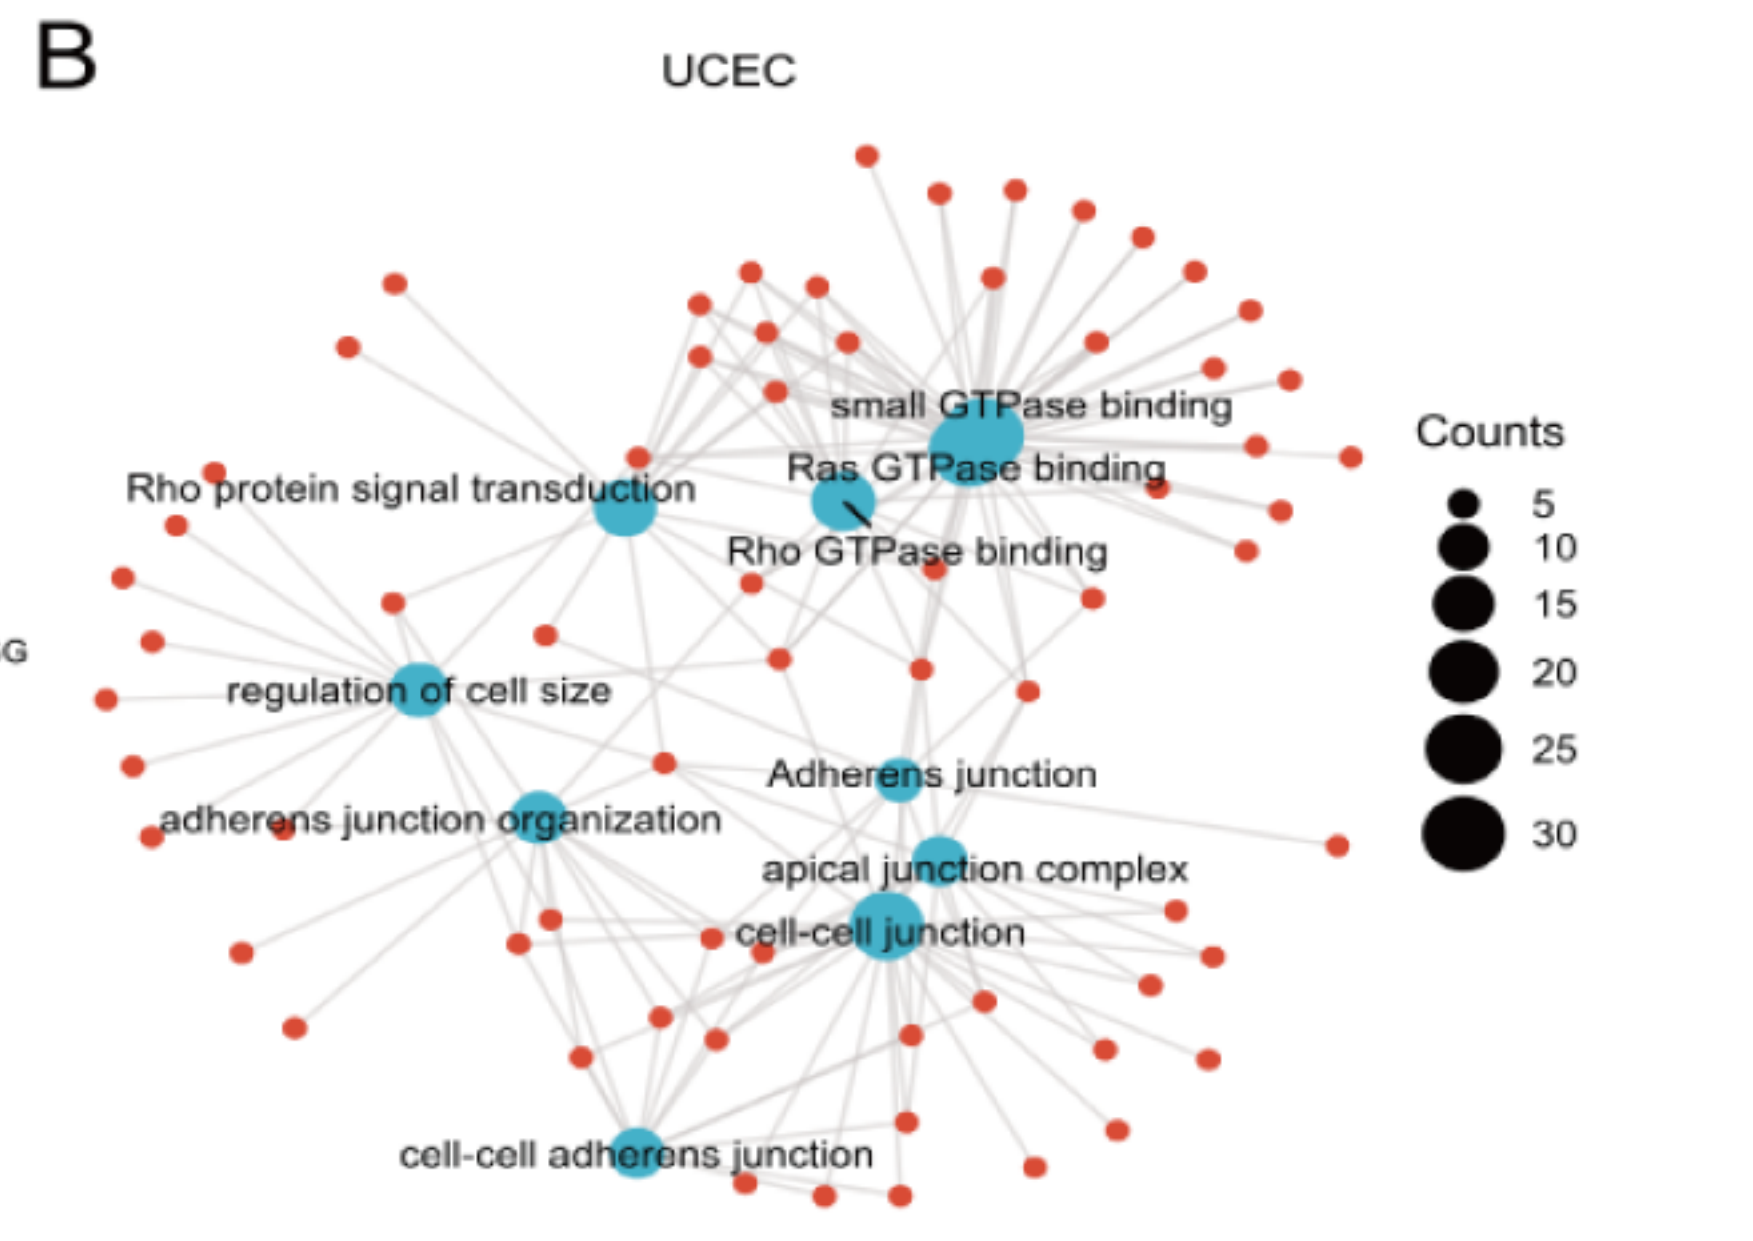 B
UCEC
small GTPase binding
Ras GTPase binding
Rho protein signal transduction
Rho GTPase binding
regulation of cell size
Adherens junction
adherens junction organization
apical junction complex
cell-cell junction
cell-cell adherens junction
Counts
5
10
15
20
25
30